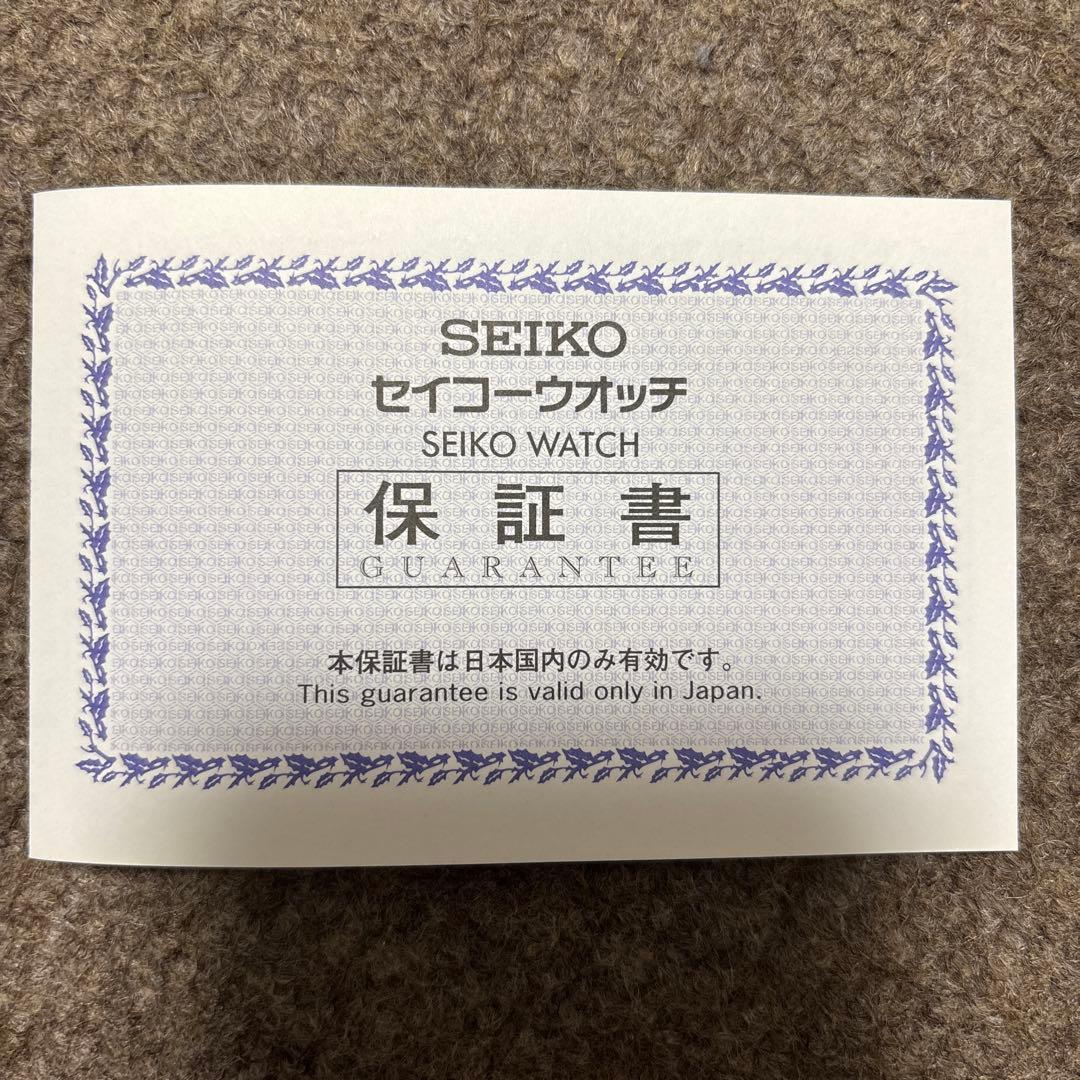 SEIKO
セイコーウオッチ
SEIKO WATCH
保証書
GUARANTEE
本保証書は日本国内のみ有効です。
This guarantee is valid only in Japan.